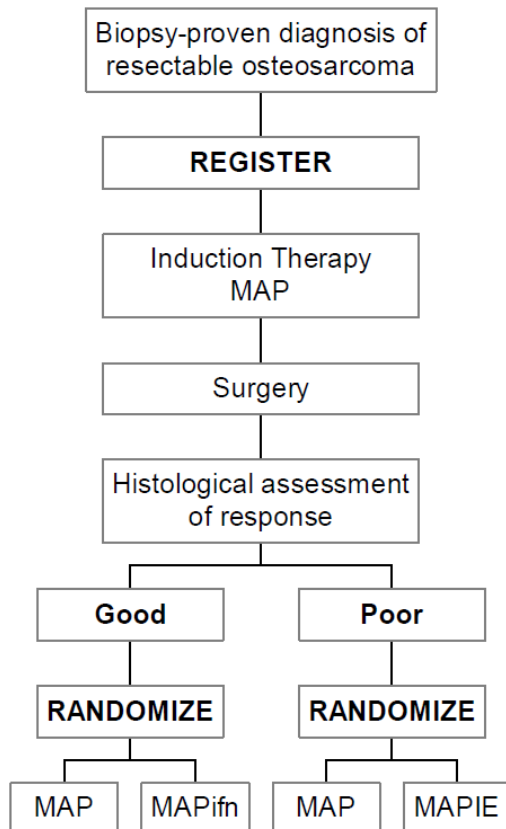 Biopsy-proven diagnosis of
resectable osteosarcoma
REGISTER
Induction Therapy
MAP
Surgery
Histological assessment
of response
Good
Poor
RANDOMIZE
RANDOMIZE
MAP
MAPifn
MAP
MAPIE